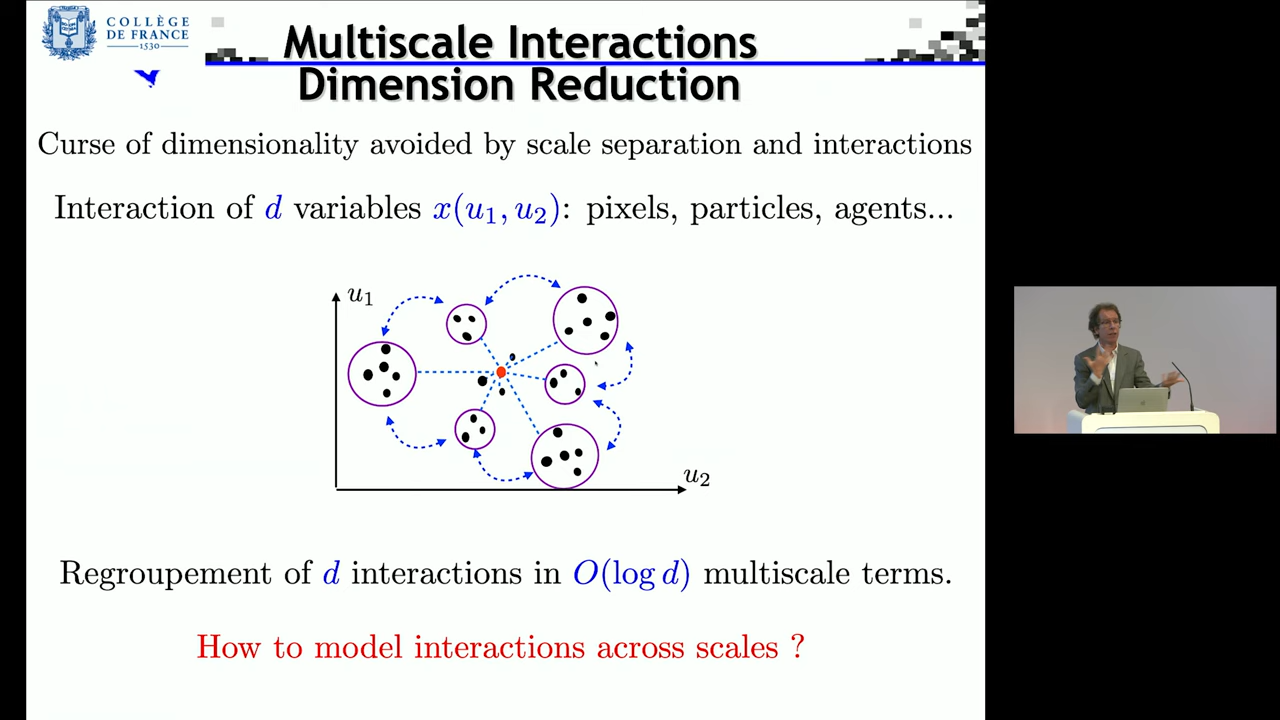 COLLÈGE
DE FRANCE
1530
Multiscale Interactions
Dimension Reduction
Curse of dimensionality avoided by scale separation and interactions
Interaction of d variables x(u₁, u₂): pixels, particles, agents...
u₁
u₂
Regroupement of d interactions in O(log d) multiscale terms.
How to model interactions across scales ?